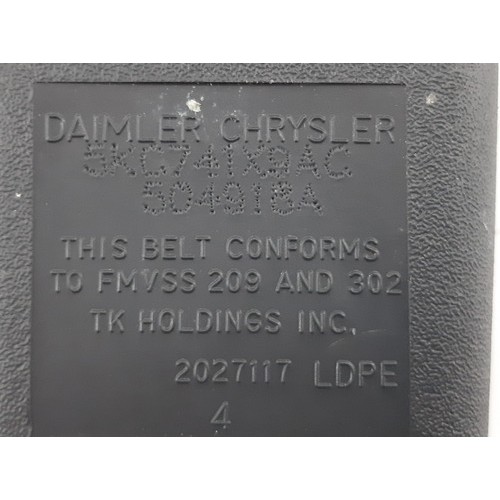 DAIMLER CHRYSLER
5KC741X9AC
504918A
THIS BELT CONFORMS
TO FMVSS 209 AND 302
TK HOLDINGS INC.
2027117 LDPE
4